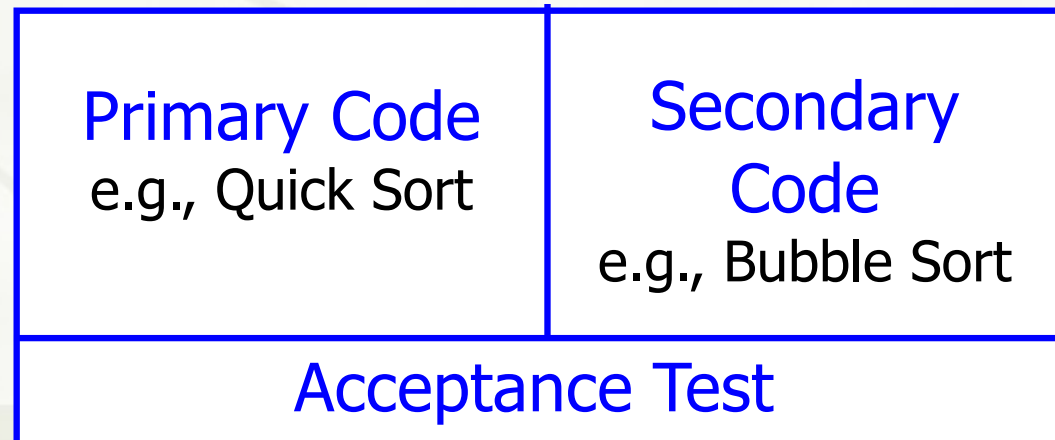 Primary Code
e.g., Quick Sort
Secondary
Code
e.g., Bubble Sort
Acceptance Test